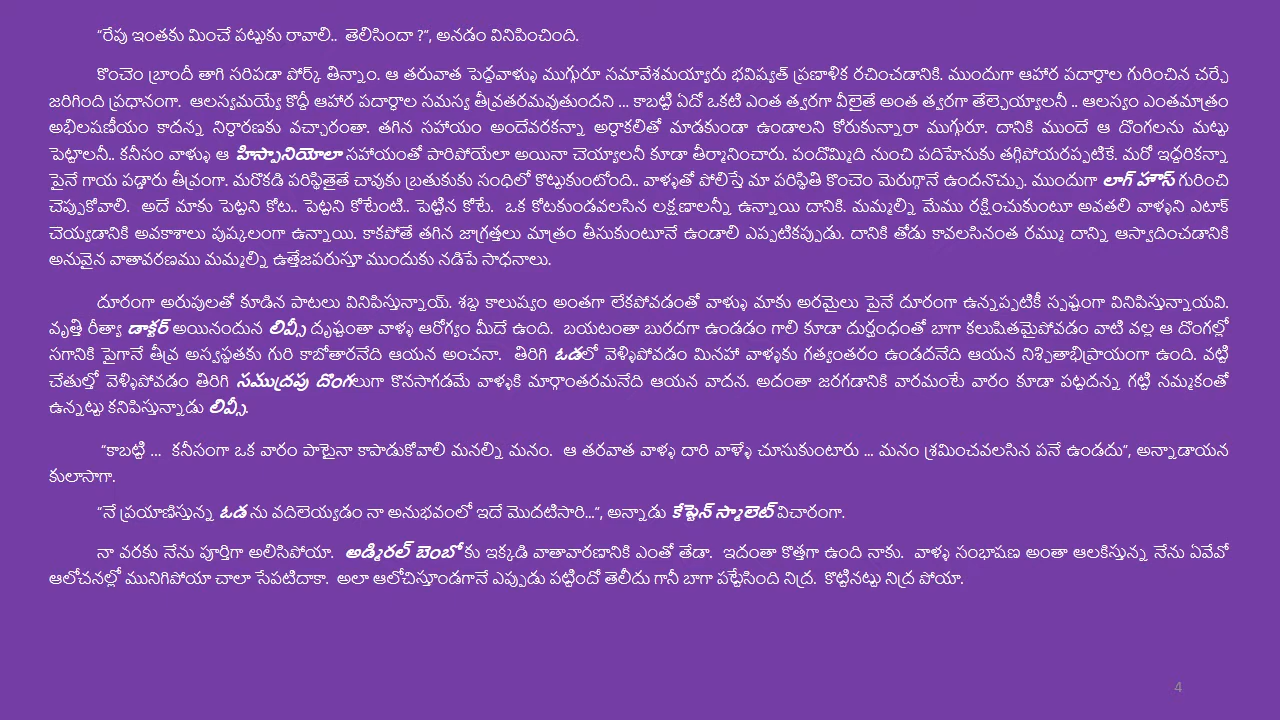 “రేపు ఇంతకు మించే పట్టుకు రావాలి..  తెలిసిందా ?”, అనడం వినిపించింది.
కొంచెం బ్రాందీ తాగి సరిపడా పోర్క్ తిన్నాం. ఆ తరువాత పెద్దవాళ్ళు ముగ్గురూ సమావేశమయ్యారు భవిష్యత్ ప్రణాళిక రచించడానికి. ముందుగా ఆహార పదార్ధాల గురించిన చర్చే
జరిగింది ప్రధానంగా.  ఆలస్యమయ్యే కొద్దీ ఆహార పదార్ధాల సమస్య తీవ్రతరమవుతుందని ... కాబట్టి ఏదో ఒకటి ఎంత త్వరగా వీలైతే అంత త్వరగా తేల్చెయ్యాలనీ .. ఆలస్యం ఎంతమాత్రం
అభిలషణీయం కాదన్న నిర్ధారణకు వచ్చారంతా. తగిన సహాయం అందేవరకన్నా అర్ధాకలితో మాడకుండా ఉండాలని కోరుకున్నారా ముగ్గురూ. దానికి ముందే ఆ దొంగలను మట్టు
పెట్టాలనీ.. కనీసం వాళ్ళు ఆ హిస్పానియోలా సహాయంతో పారిపోయేలా అయినా చెయ్యాలనీ కూడా తీర్మానించారు. పందొమ్మిది నుంచి పదిహేనుకు తగ్గిపోయరప్పటికే. మరో ఇద్దరికన్నా
పైనే గాయ పడ్డారు తీవ్రంగా. మరొకడి పరిస్థితైతే చావుకు బ్రతుకుకు సంధిలో కొట్టుకుంటోంది.. వాళ్ళతో పోలిస్తే మా పరిస్థితి కొంచెం మెరుగ్గానే ఉందనొచ్చు. ముందుగా లాగ్ హౌస్ గురించి
చెప్పుకోవాలి.  అదే మాకు పెట్టని కోట.. పెట్టని కోటేంటి.. పెట్టిన కోటే.  ఒక కోటకుండవలసిన లక్షణాలన్నీ ఉన్నాయి దానికి. మమ్మల్ని మేము రక్షించుకుంటూ అవతలి వాళ్ళని ఎటాక్
చెయ్యడానికి అవకాశాలు పుష్కలంగా ఉన్నాయి. కాకపోతే తగిన జాగ్రత్తలు మాత్రం తీసుకుంటూనే ఉండాలి ఎప్పటికప్పుడు. దానికి తోడు కావలసినంత రమ్ము దాన్ని ఆస్వాదించడానికి
అనువైన వాతావరణము మమ్మల్ని ఉత్తేజపరుస్తూ ముందుకు నడిపే సాధనాలు.
దూరంగా అరుపులతో కూడిన పాటలు వినిపిస్తున్నాయ్. శబ్ద కాలుష్యం అంతగా లేకపోవడంతో వాళ్ళు మాకు అరమైలు పైనే దూరంగా ఉన్నప్పటికీ స్పష్టంగా వినిపిస్తున్నాయవి.
వృత్తి రీత్యా డాక్టర్ అయినందున లివ్సీ దృష్టంతా వాళ్ళ ఆరోగ్యం మీదే ఉంది.  బయటంతా బురదగా ఉండడం గాలి కూడా దుర్గంధంతో బాగా కలుషితమైపోవడం వాటి వల్ల ఆ దొంగల్లో
సగానికి పైగానే తీవ్ర అస్వస్థతకు గురి కాబోతారనేది ఆయన అంచనా.  తిరిగి ఓడలో వెళ్ళిపోవడం మినహా వాళ్ళకు గత్యంతరం ఉండదనేది ఆయన నిశ్చితాభిప్రాయంగా ఉంది. వట్టి
చేతుల్తో వెళ్ళిపోవడం తిరిగి సముద్రపు దొంగలుగా కొనసాగడమే వాళ్ళకి మార్గాంతరమనేది ఆయన వాదన. అదంతా జరగడానికి వారమంటే వారం కూడా పట్టదన్న గట్టి నమ్మకంతో
ఉన్నట్టు కనిపిస్తున్నాడు లివ్సీ.
“కాబట్టి ...  కనీసంగా ఒక వారం పాటైనా కాపాడుకోవాలి మనల్ని మనం.  ఆ తరవాత వాళ్ళ దారి వాళ్ళే చూసుకుంటారు ... మనం శ్రమించవలసిన పనే ఉండదు”, అన్నాడాయన
కులాసాగా.
“నే ప్రయాణిస్తున్న ఓడ ను వదిలెయ్యడం నా అనుభవంలో ఇదే మొదటిసారి...“, అన్నాడు కేప్టెన్ స్మాలెట్ విచారంగా.
నా వరకు నేను పూర్తిగా అలిసిపోయా.  అడ్మిరల్ బెంబో కు ఇక్కడి వాతావారణానికి ఎంతో తేడా.  ఇదంతా కొత్తగా ఉంది నాకు.  వాళ్ళ సంభాషణ అంతా ఆలకిస్తున్న నేను ఏవేవో
ఆలోచనల్లో మునిగిపోయా చాలా సేపటిదాకా.  అలా ఆలోచిస్తూండగానే ఎప్పుడు పట్టిందో తెలీదు గానీ బాగా పట్టేసింది నిద్ర.  కొట్టినట్టు నిద్ర పోయా.
4